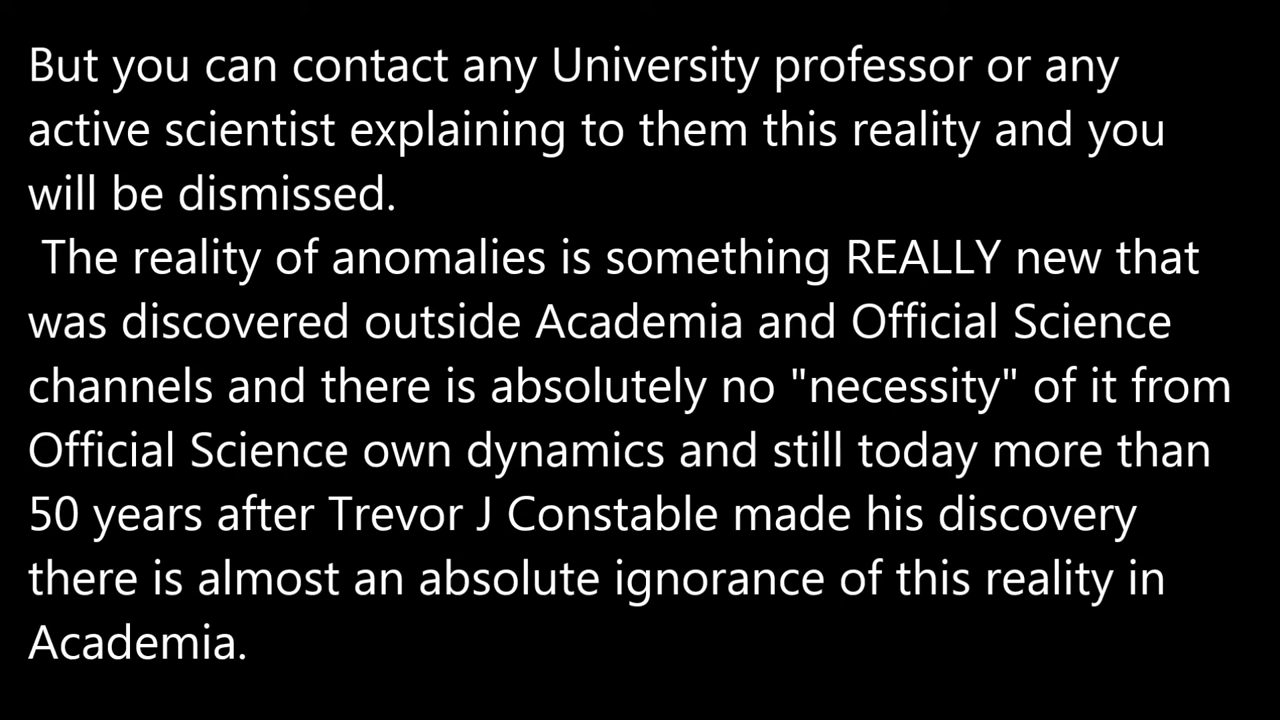 But you can contact any University professor or any
active scientist explaining to them this reality and you
will be dismissed.
The reality of anomalies is something REALLY new that
was discovered outside Academia and Official Science
channels and there is absolutely no "necessity" of it from
Official Science own dynamics and still today more than
50 years after Trevor J Constable made his discovery
there is almost an absolute ignorance of this reality in
Academia.